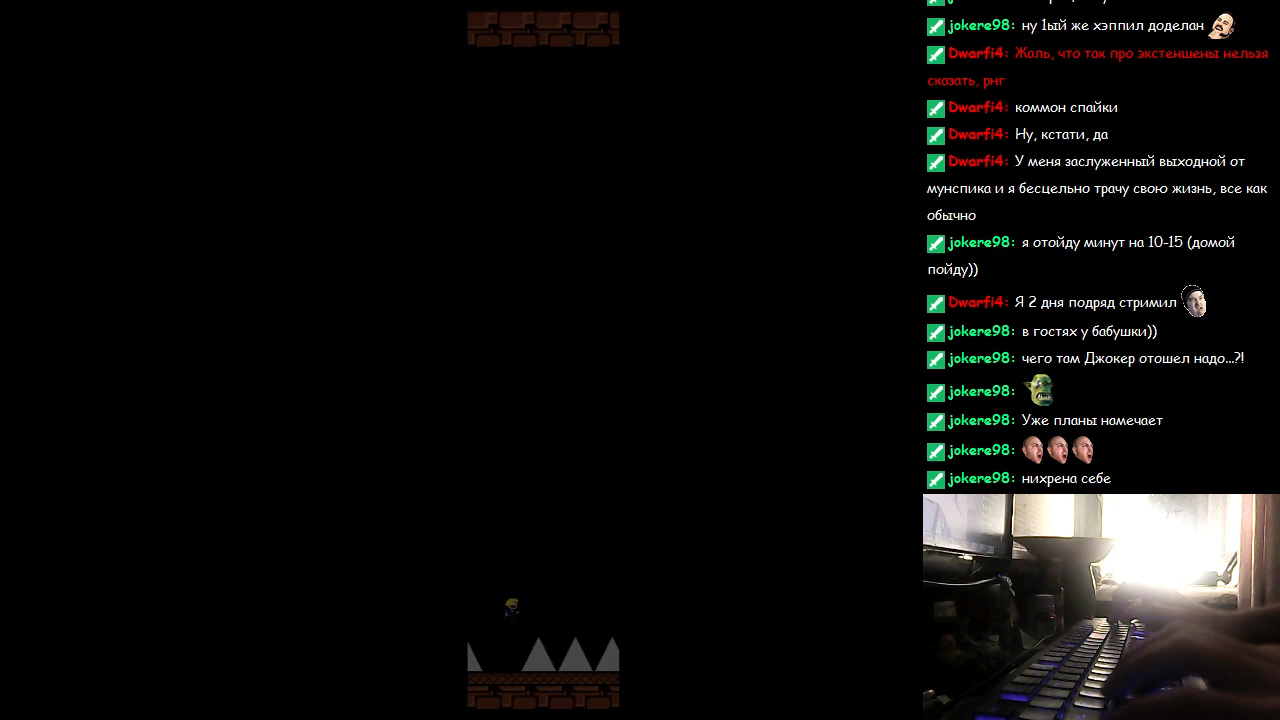 jokere98: ну 1ый же хэппил доделан
Dwarfi4: Жаль, что так про экстеншены нельзя
сказать, рнг
Dwarfi4: коммон спайки
Dwarfi4: Ну, кстати, да
Dwarfi4: У меня заслуженный выходной от
мунспика и я бесцельно трачу свою жизнь, все как
обычно
jokere98: я отойду минут на 10-15 (домой
пойду))
Dwarfi4: Я 2 дня подряд стримил
jokere98: в гостях у бабушки))
jokere98: чего там Джокер отошел надо...?!
jokere98:
jokere98: Уже планы намечает
jokere98:
jokere98: нихрена себе